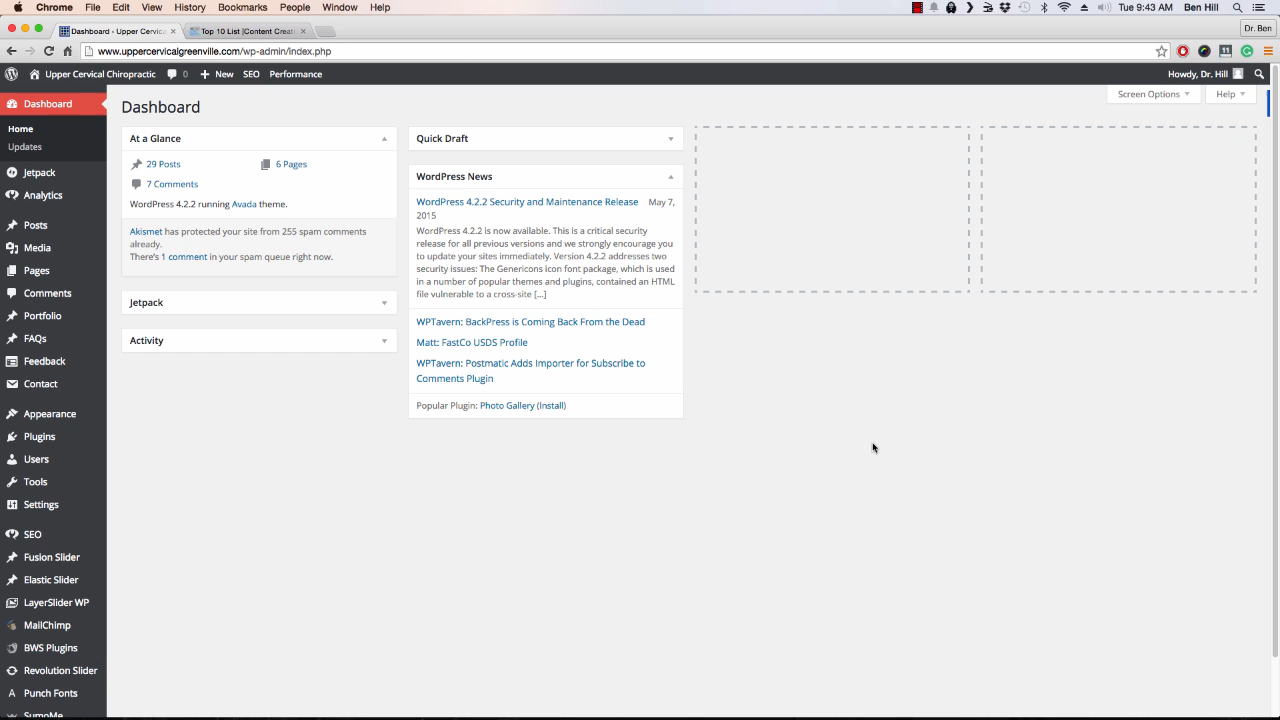 Chrome File Edit View History Bookmarks People Window Help Tue 9:43 AM Ben Hill
Dashboard ‹ Upper Cervica Top 10 List |Content Creat Dr. Ben
www.uppercervicalgreenville.com/wp-admin/index.php
Upper Cervical Chiropractic 0 New SEO Performance Howdy, Dr. Hill
Screen Options Help
Dashboard
Home
Updates
Jetpack
Analytics
Posts
Media
Pages
Comments
Portfolio
FAQs
Feedback
Contact
Appearance
Plugins
Users
Tools
Settings
SEO
Fusion Slider
Elastic Slider
LayerSlider WP
MailChimp
BWS Plugins
Revolution Slider
Punch Fonts
SumoMe
Dashboard
At a Glance
29 Posts 6 Pages
7 Comments
WordPress 4.2.2 running Avada theme.
Akismet has protected your site from 255 spam comments
already.
There's 1 comment in your spam queue right now.
Jetpack
Activity
Quick Draft
WordPress News
WordPress 4.2.2 Security and Maintenance Release May 7,
2015
WordPress 4.2.2 is now available. This is a critical security
release for all previous versions and we strongly encourage you
to update your sites immediately. Version 4.2.2 addresses two
security issues: The Genericons icon font package, which is used
in a number of popular themes and plugins, contained an HTML
file vulnerable to a cross-site [...]
WPTavern: BackPress is Coming Back From the Dead
Matt: FastCo USDS Profile
WPTavern: Postmatic Adds Importer for Subscribe to
Comments Plugin
Popular Plugin: Photo Gallery (Install)